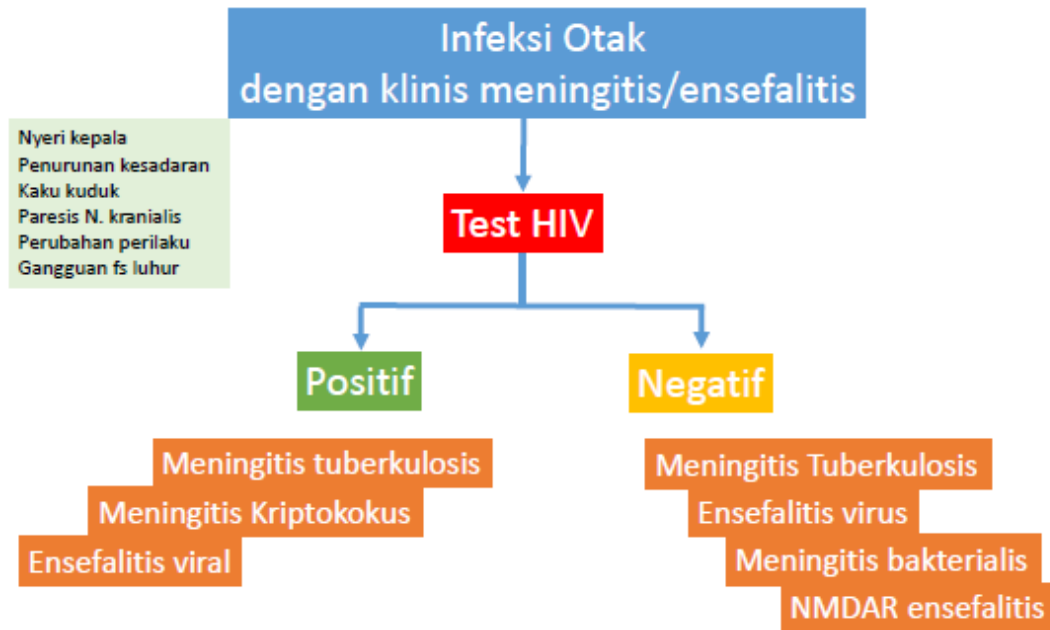 Infeksi Otak
dengan klinis meningitis/ensefalitis
Nyeri kepala
Penurunan kesadaran
Kaku kuduk
Paresis N. kranialis
Perubahan perilaku
Gangguan fs luhur
Test HIV
Positif
Negatif
Meningitis tuberkulosis
Meningitis Kriptokokus
Ensefalitis viral
Meningitis Tuberkulosis
Ensefalitis virus
Meningitis bakterialis
NMDAR ensefalitis